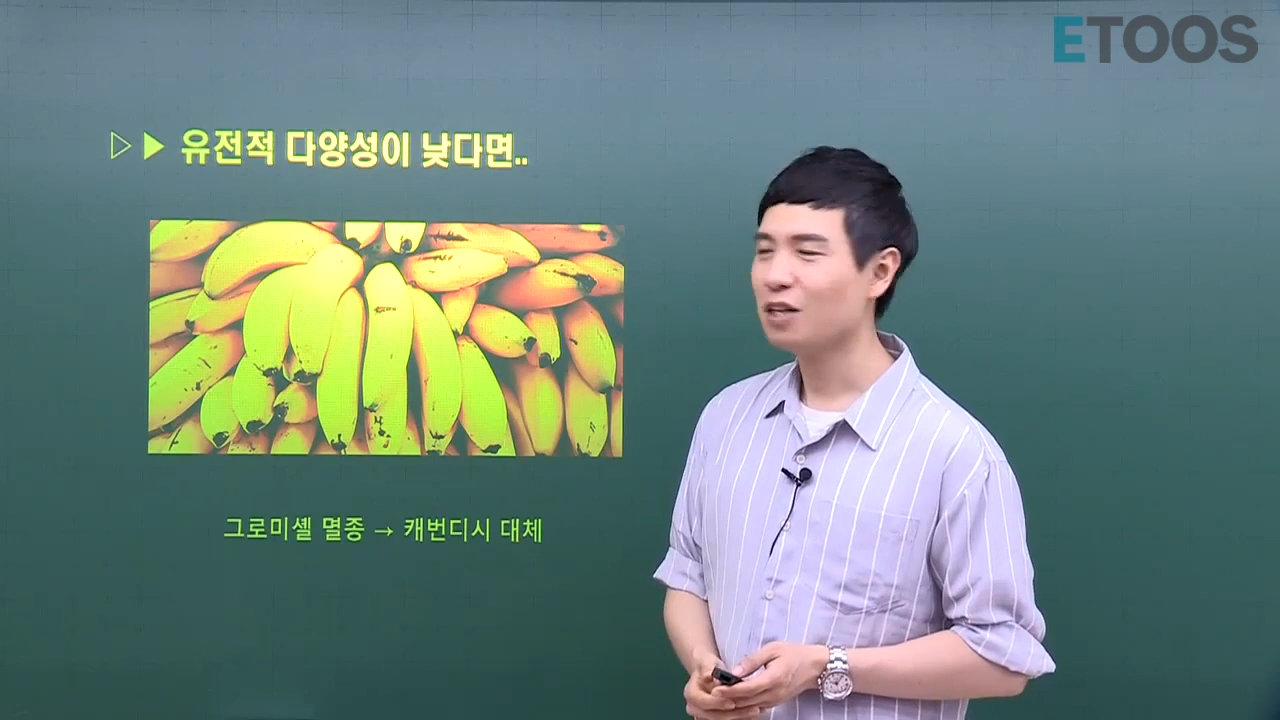 ETOOS
▷▶ 유전적 다양성이 낮다면..
그로미셸 멸종 → 캐번디시 대체